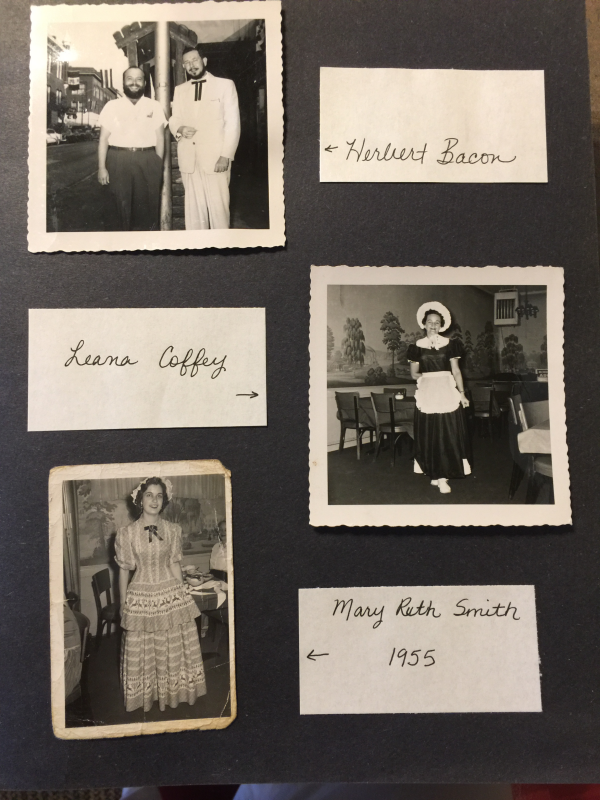 ← Herbert Bacon
Leana Coffey
→
Mary Ruth Smith
← 1955